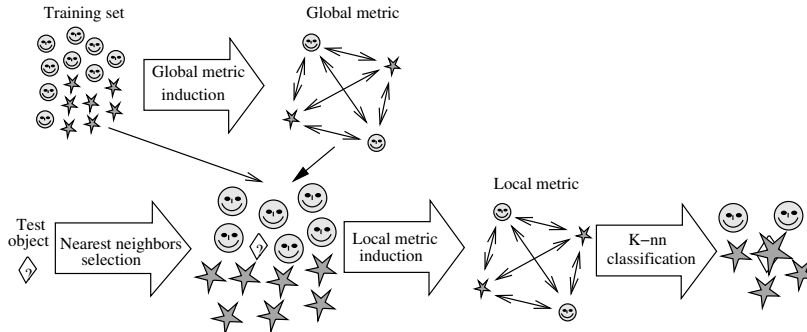 Training set
Global metric
Global metric
induction
Local metric
Test
object
?
Nearest neighbors
selection
?
Local metric
induction
K−nn
classification